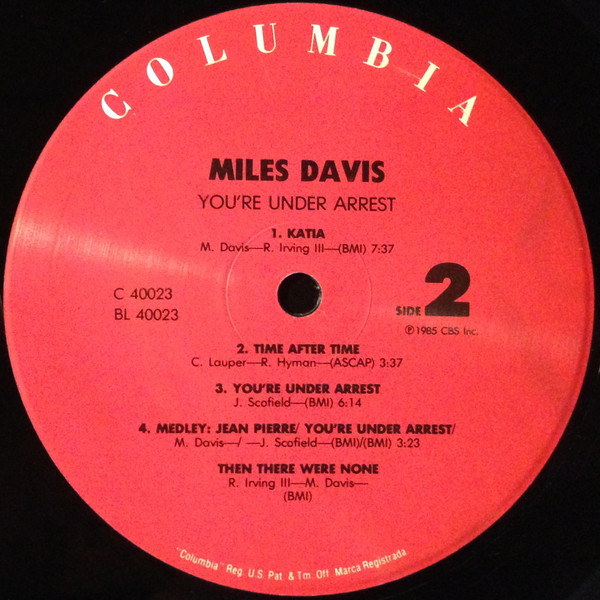 COLUMBIA
MILES DAVIS
YOU'RE UNDER ARREST
1. KATIA
M. Davis—R. Irving III—(BMI) 7:37
C 40023
BL 40023
SIDE 2
℗1985 CBS Inc.
2. TIME AFTER TIME
C. Lauper—R. Hyman—(ASCAP) 3:37
3. YOU'RE UNDER ARREST
J. Scofield—(BMI) 6:14
4. MEDLEY: JEAN PIERRE/ YOU'RE UNDER ARREST/
M. Davis—/ —J. Scofield—(BMI)/(BMI) 3:23
THEN THERE WERE NONE
R. Irving III—M. Davis—
(BMI)
"Columbia" Reg. U.S. Pat. & Tm. Off. Marca Registrada.